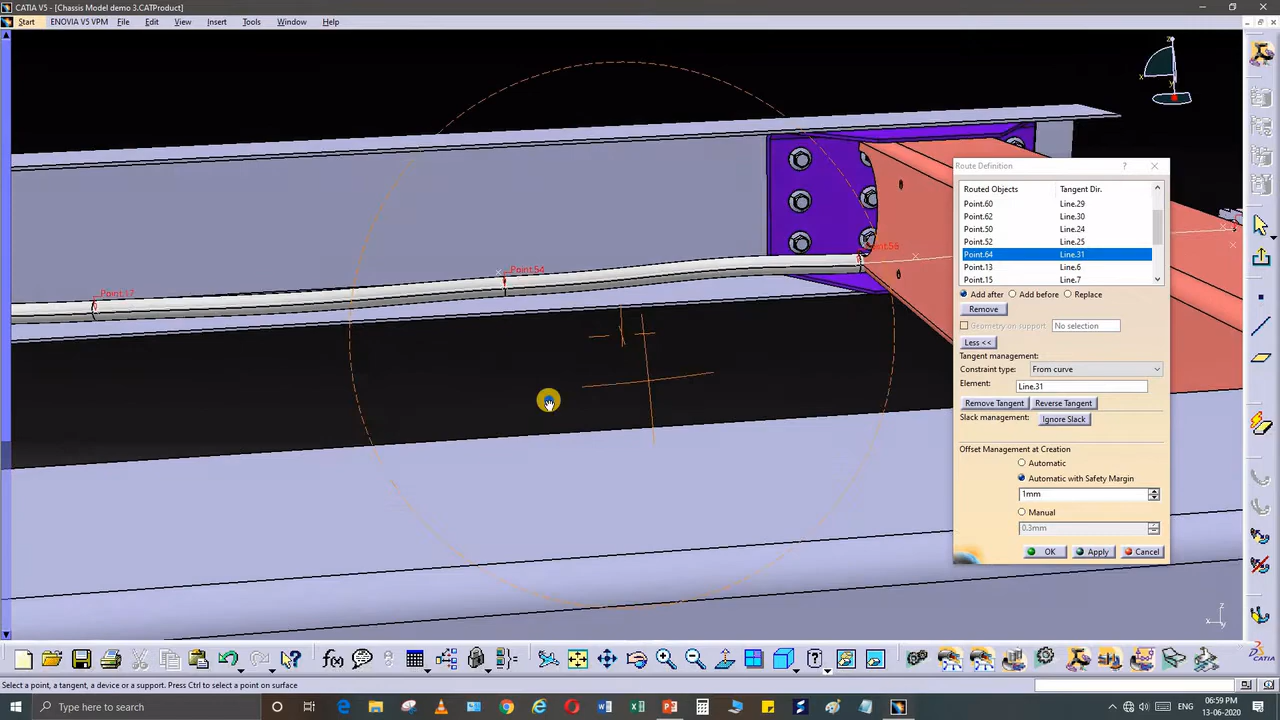 CATIA V5 - [Chassis Model demo 3.CATProduct]
Start ENOVIA V5 VPM File Edit View Insert Tools Window Help
z
x
y
Route Definition ?
Routed Objects Tangent Dir.
Point.60 Line.29
Point.62 Line.30
Point.50 Line.24
Point.52 Line.25
Point.64 Line.31
Point.13 Line.6
Point.15 Line.7
Point.54
Point.17
Add after Add before Replace
Remove
Geometry on support No selection
Less <<
Tangent management:
Constraint type: From curve
Element: Line.31
Remove Tangent Reverse Tangent
Slack management: Ignore Slack
Offset Management at Creation
Automatic
Automatic with Safety Margin
1mm
Manual
0.3mm
OK Apply Cancel
z
x y
CATIA
Select a point, a tangent, a device or a support. Press Ctrl to select a point on surface
Type here to search
ENG
06:59 PM
13-06-2020